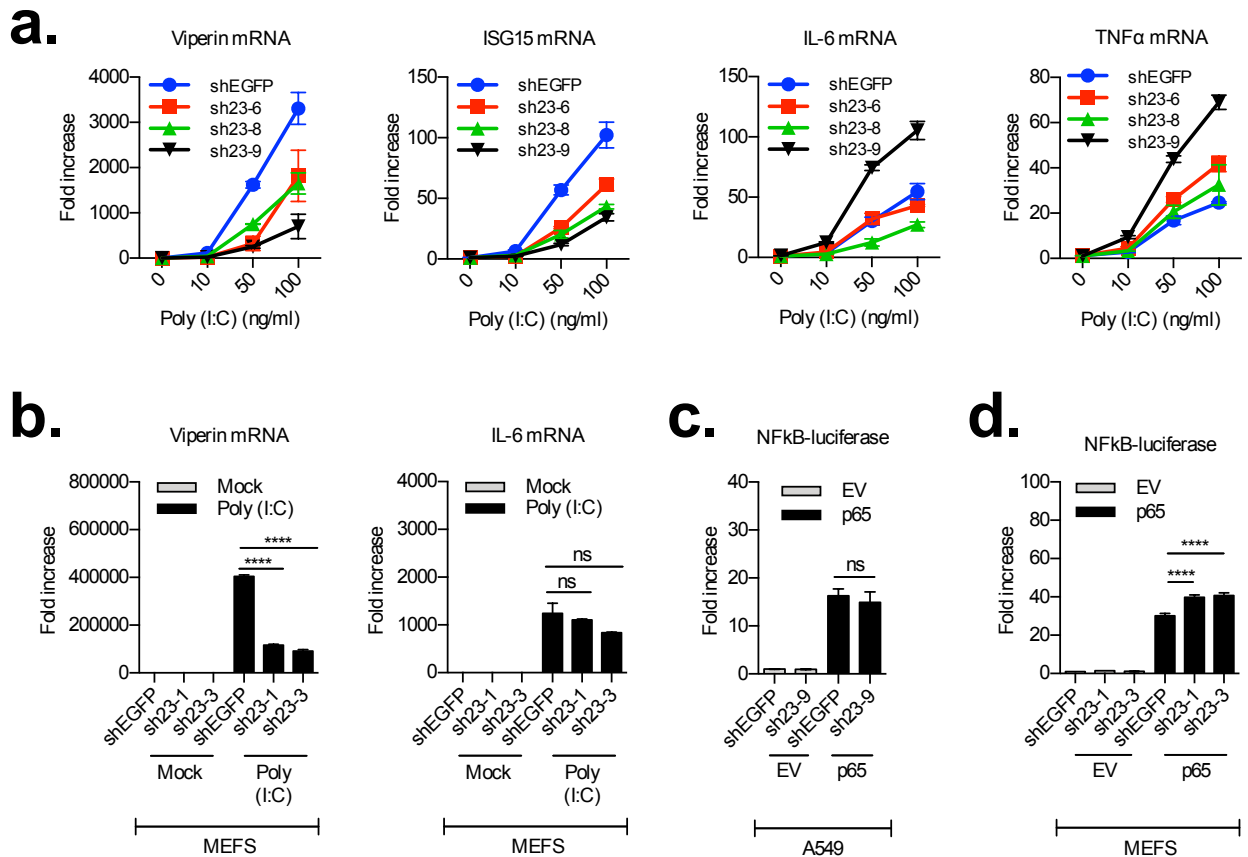 a.
Viperin mRNA
Fold increase
4000
3000
2000
1000
0
shEGFP
sh23-6
sh23-8
sh23-9
0
10
50
100
Poly (I:C) (ng/ml)
ISG15 mRNA
Fold increase
150
100
50
0
shEGFP
sh23-6
sh23-8
sh23-9
0
10
50
100
Poly (I:C) (ng/ml)
IL-6 mRNA
Fold increase
150
100
50
0
shEGFP
sh23-6
sh23-8
sh23-9
0
10
50
100
Poly (I:C) (ng/ml)
TNFα mRNA
Fold increase
80
60
40
20
0
shEGFP
sh23-6
sh23-8
sh23-9
0
10
50
100
Poly (I:C) (ng/ml)
b.
Viperin mRNA
Fold increase
800000
600000
400000
200000
0
Mock
Poly (I:C)
****
****
shEGFP
sh23-1
sh23-3
shEGFP
sh23-1
sh23-3
Mock
Poly
(I:C)
MEFS
IL-6 mRNA
Fold increase
4000
3000
2000
1000
0
Mock
Poly (I:C)
ns
ns
shEGFP
sh23-1
sh23-3
shEGFP
sh23-1
sh23-3
Mock
Poly
(I:C)
MEFS
c.
NFkB-luciferase
Fold increase
40
30
20
10
0
EV
p65
ns
shEGFP
sh23-9
shEGFP
sh23-9
EV
p65
A549
d.
NFkB-luciferase
Fold increase
100
80
60
40
20
0
EV
p65
****
****
shEGFP
sh23-1
sh23-3
shEGFP
sh23-1
sh23-3
EV
p65
MEFS